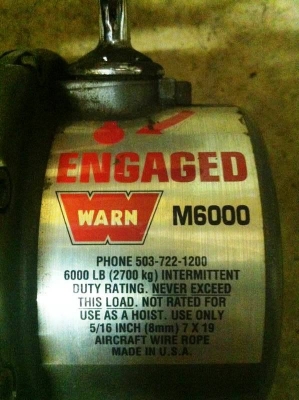 ENGAGED
WARN M6000
PHONE 503-722-1200
6000 LB (2700 kg) INTERMITTENT
DUTY RATING. NEVER EXCEED
THIS LOAD. NOT RATED FOR
USE AS A HOIST. USE ONLY
5/16 INCH (8mm) 7 X 19
AIRCRAFT WIRE ROPE
MADE IN U.S.A.